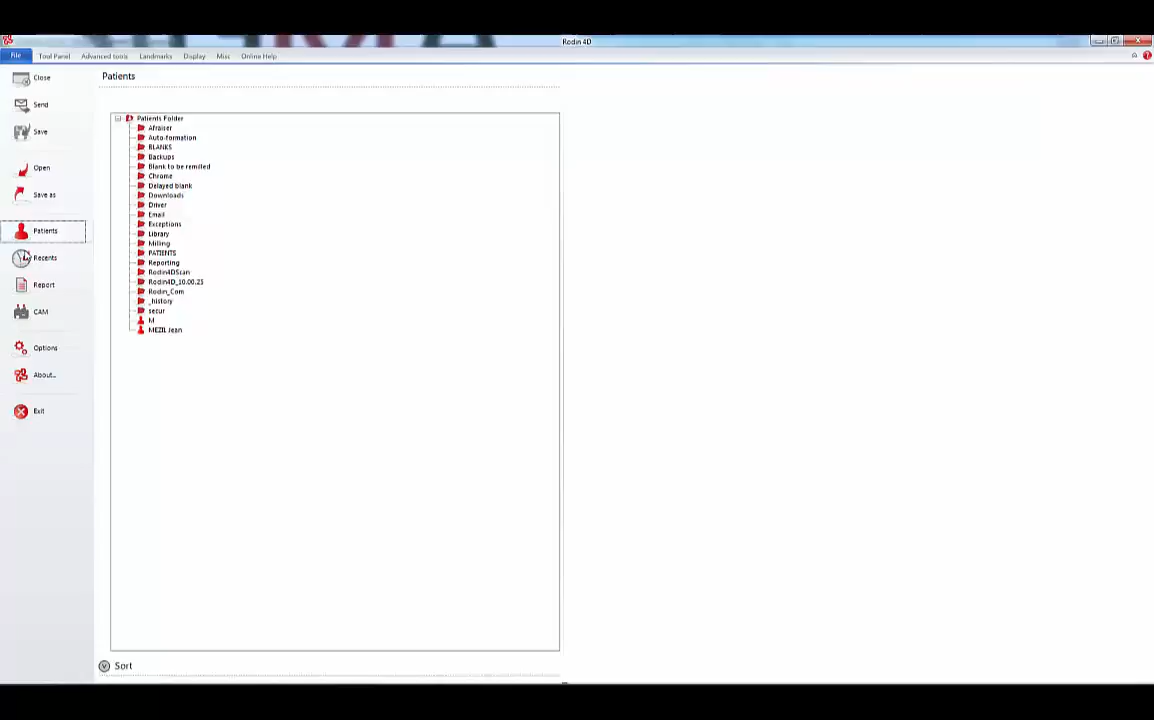 Rodin 4D
File Tool Panel Advanced tools Landmarks Display Misc Online Help
Close
Send
Save
Open
Save as
Patients
Recents
Report
CAM
Options
About...
Exit
Patients
Patients Folder
Afraiser
Auto-formation
BLANKS
Backups
Blank to be remilled
Chrome
Delayed blank
Downloads
Driver
Email
Exceptions
Library
Milling
PATIENTS
Reporting
Rodin4DScan
Rodin4D_10.00.25
Rodin_Com
_history
secur
M
MEZIL Jean
Sort